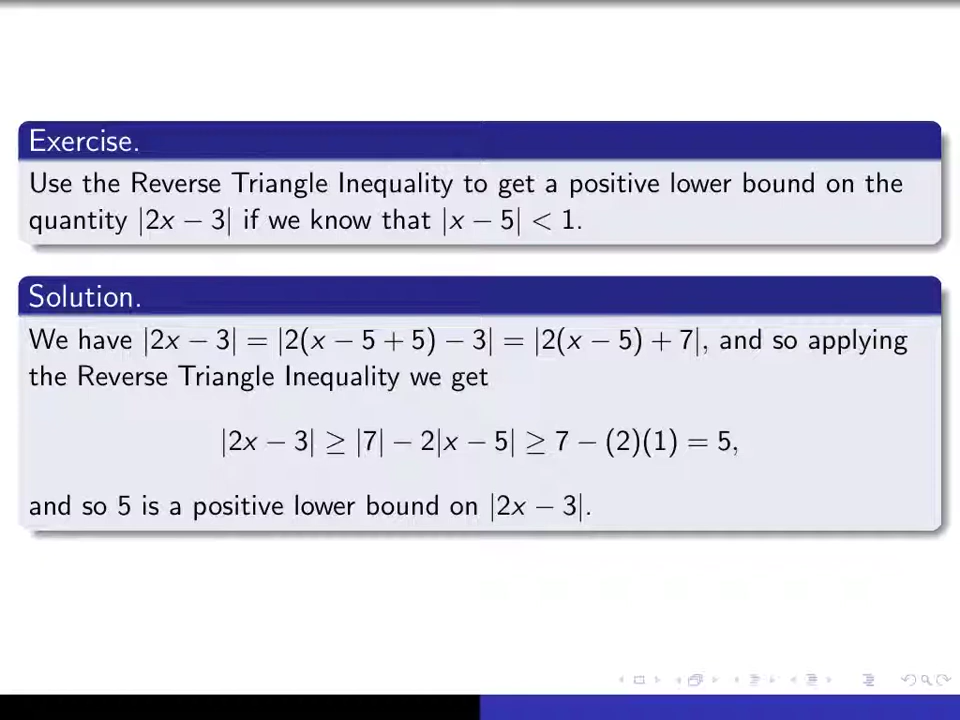 Exercise.
Use the Reverse Triangle Inequality to get a positive lower bound on the
quantity |2x − 3| if we know that |x − 5| < 1.
Solution.
We have |2x − 3| = |2(x − 5 + 5) − 3| = |2(x − 5) + 7|, and so applying
the Reverse Triangle Inequality we get
|2x − 3| ≥ |7| − 2|x − 5| ≥ 7 − (2)(1) = 5,
and so 5 is a positive lower bound on |2x − 3|.